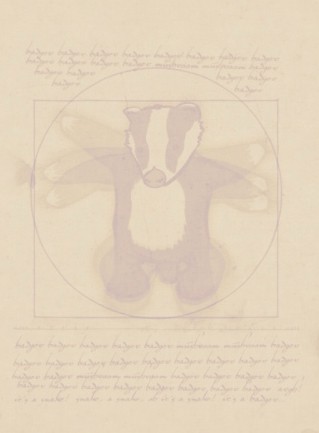 badger badger badger badger badger badger badger badger
badger badger badger badger mushroom mushroom badger
badger badger badger badger
badger badger
badger badger badger badger badger mushroom mushroom badger
badger badger badger badger badger badger badger badger badger
badger badger mushroom mushroom badger badger badger badger
badger badger badger badger badger badger badger badger
it's a snake! snake. a snake. oh it's a snake! it's a badger